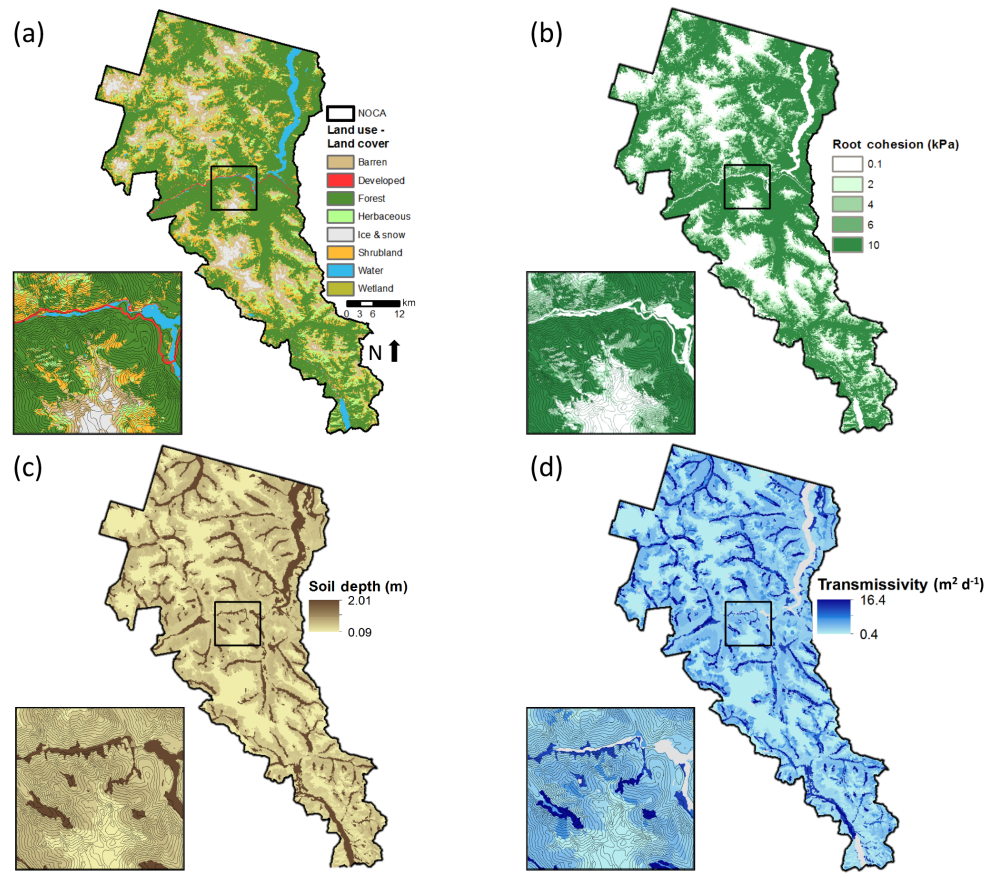 (a)
NOCA
Land use -
Land cover
Barren
Developed
Forest
Herbaceous
Ice & snow
Shrubland
Water
Wetland
km
0 3 6 12
N
(b)
Root cohesion (kPa)
0.1
2
4
6
10
(c)
Soil depth (m)
2.01
0.09
(d)
Transmissivity (m² d⁻¹)
16.4
0.4